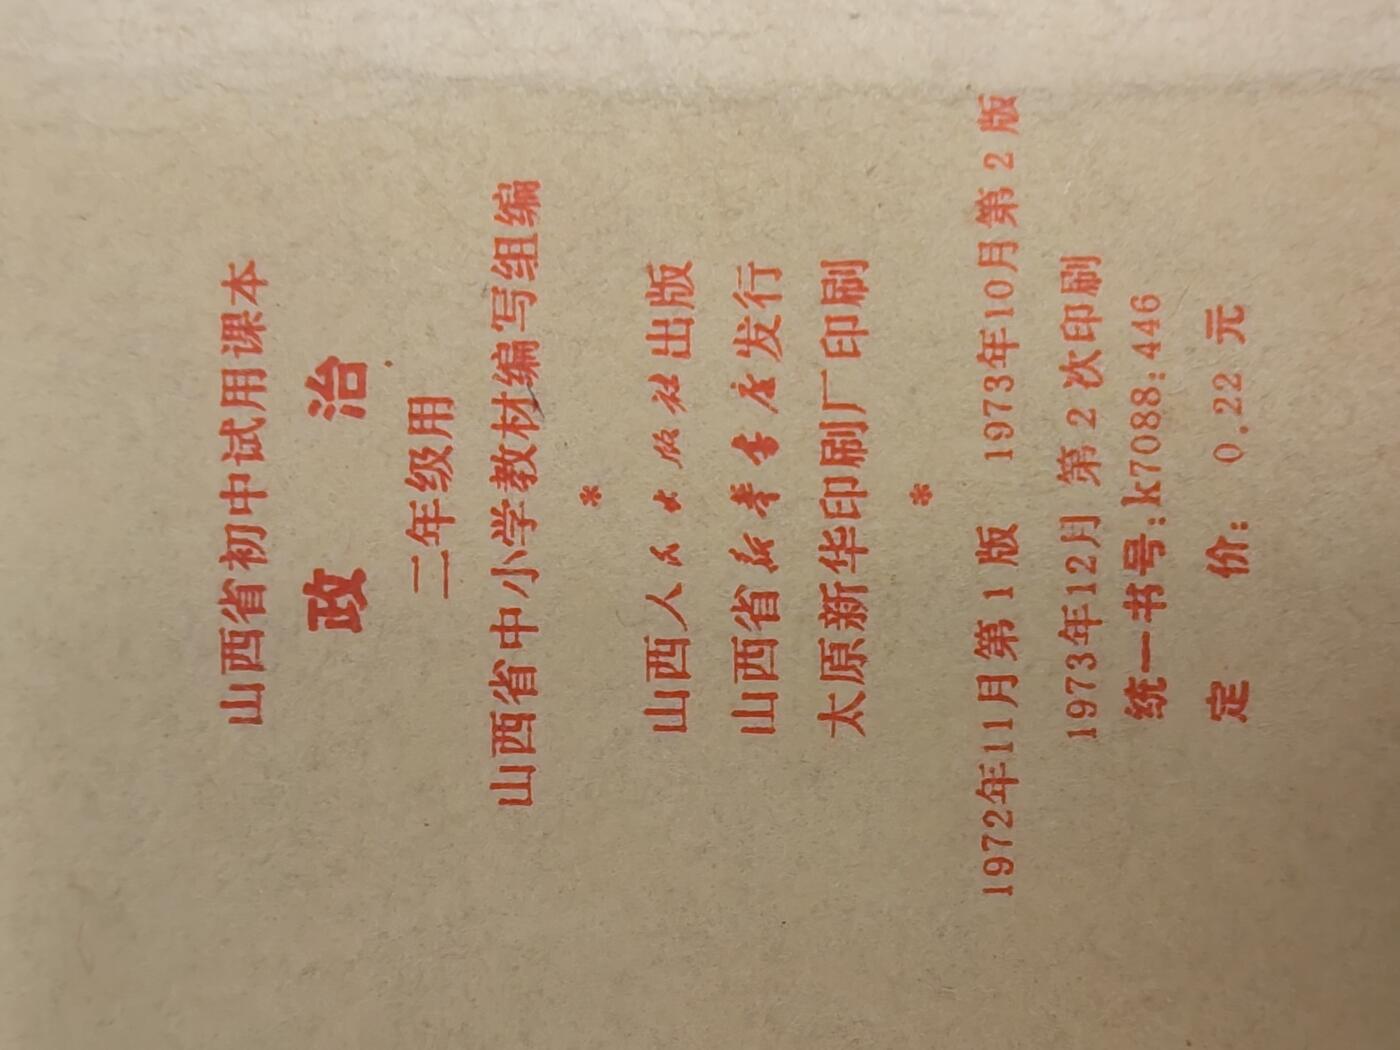 山西省初中试用课本
政治
二年级用
山西省中小学教材编写组编
*
山西人民出版社出版
山西省新华书店发行
太原新华印刷厂印刷
*
1972年11月第1版 1973年10月第2版
1973年12月第2次印刷
统一书号:k7088:446
定价: 0.22元